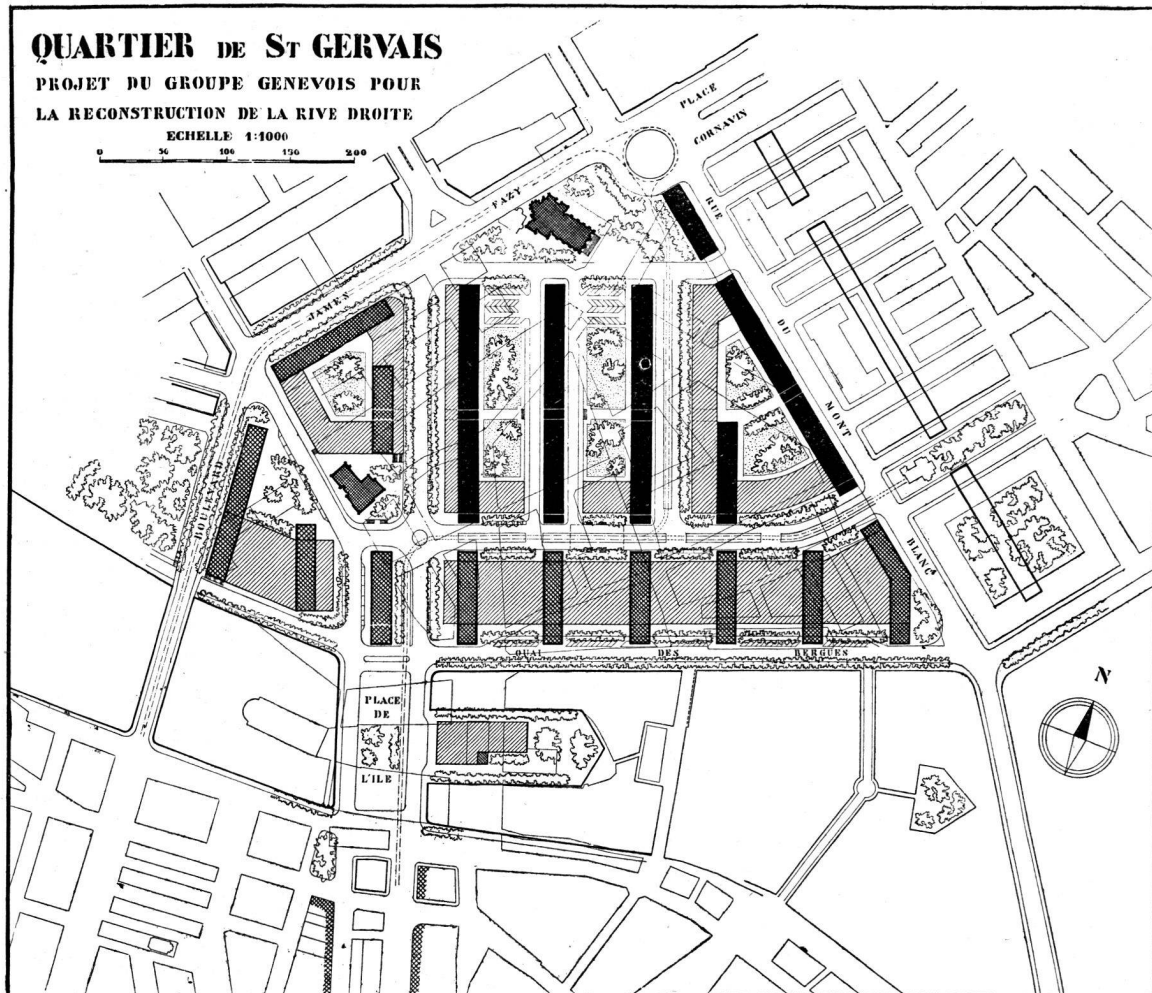 QUARTIER DE ST GERVAIS
PROJET DU GROUPE GENEVOIS POUR
LA RECONSTRUCTION DE LA RIVE DROITE
ECHELLE 1:1000
0 50 100 150 200
PLACE
CORNAVIN
FAZY
RUE
JAMES
DU
MONT
BOULEVARD
BLANC
QUAI DES BERGUES
N
PLACE
DE
L'ILE